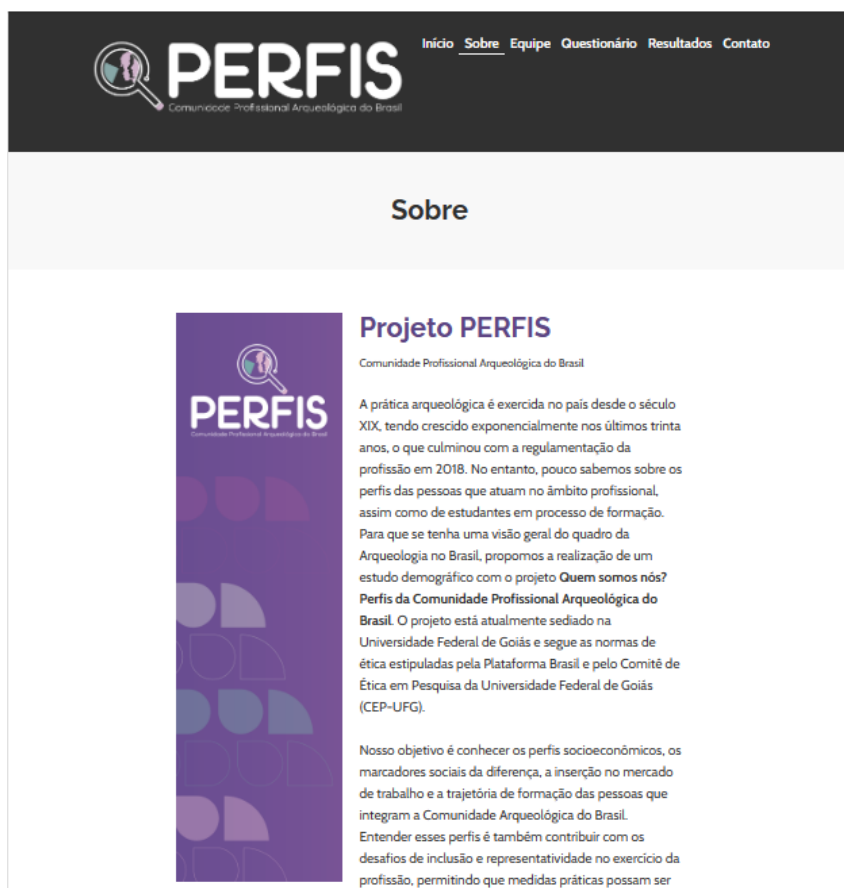 Início Sobre Equipe Questionário Resultados Contato
PERFIS
Comunidade Profissional Arqueológica do Brasil
Sobre
PERFIS
Comunidade Profissional Arqueológica do Brasil
Projeto PERFIS
Comunidade Profissional Arqueológica do Brasil
A prática arqueológica é exercida no país desde o século
XIX, tendo crescido exponencialmente nos últimos trinta
anos, o que culminou com a regulamentação da
profissão em 2018. No entanto, pouco sabemos sobre os
perfis das pessoas que atuam no âmbito profissional,
assim como de estudantes em processo de formação.
Para que se tenha uma visão geral do quadro da
Arqueologia no Brasil, propomos a realização de um
estudo demográfico com o projeto Quem somos nós?
Perfis da Comunidade Profissional Arqueológica do
Brasil. O projeto está atualmente sediado na
Universidade Federal de Goiás e segue as normas de
ética estipuladas pela Plataforma Brasil e pelo Comitê de
Ética em Pesquisa da Universidade Federal de Goiás
(CEP-UFG).
Nosso objetivo é conhecer os perfis socioeconômicos, os
marcadores sociais da diferença, a inserção no mercado
de trabalho e a trajetória de formação das pessoas que
integram a Comunidade Arqueológica do Brasil.
Entender esses perfis é também contribuir com os
desafios de inclusão e representatividade no exercício da
profissão, permitindo que medidas práticas possam ser